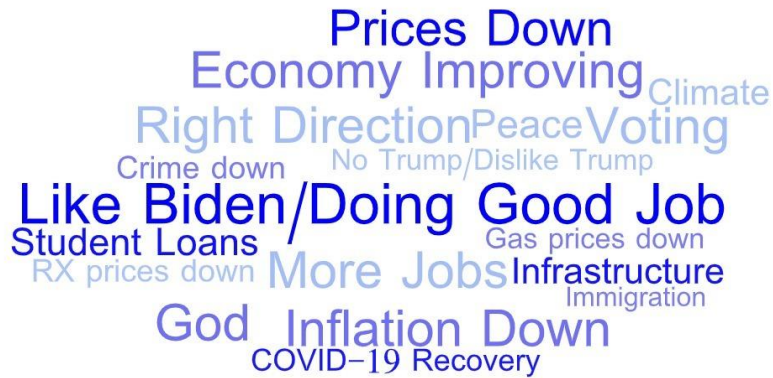 Prices Down
Economy Improving
Climate
Right Direction
Peace
Voting
Crime down
No Trump/Dislike Trump
Like Biden/Doing Good Job
Student Loans
Gas prices down
RX prices down
More Jobs
Infrastructure
Immigration
God
Inflation Down
COVID-19 Recovery